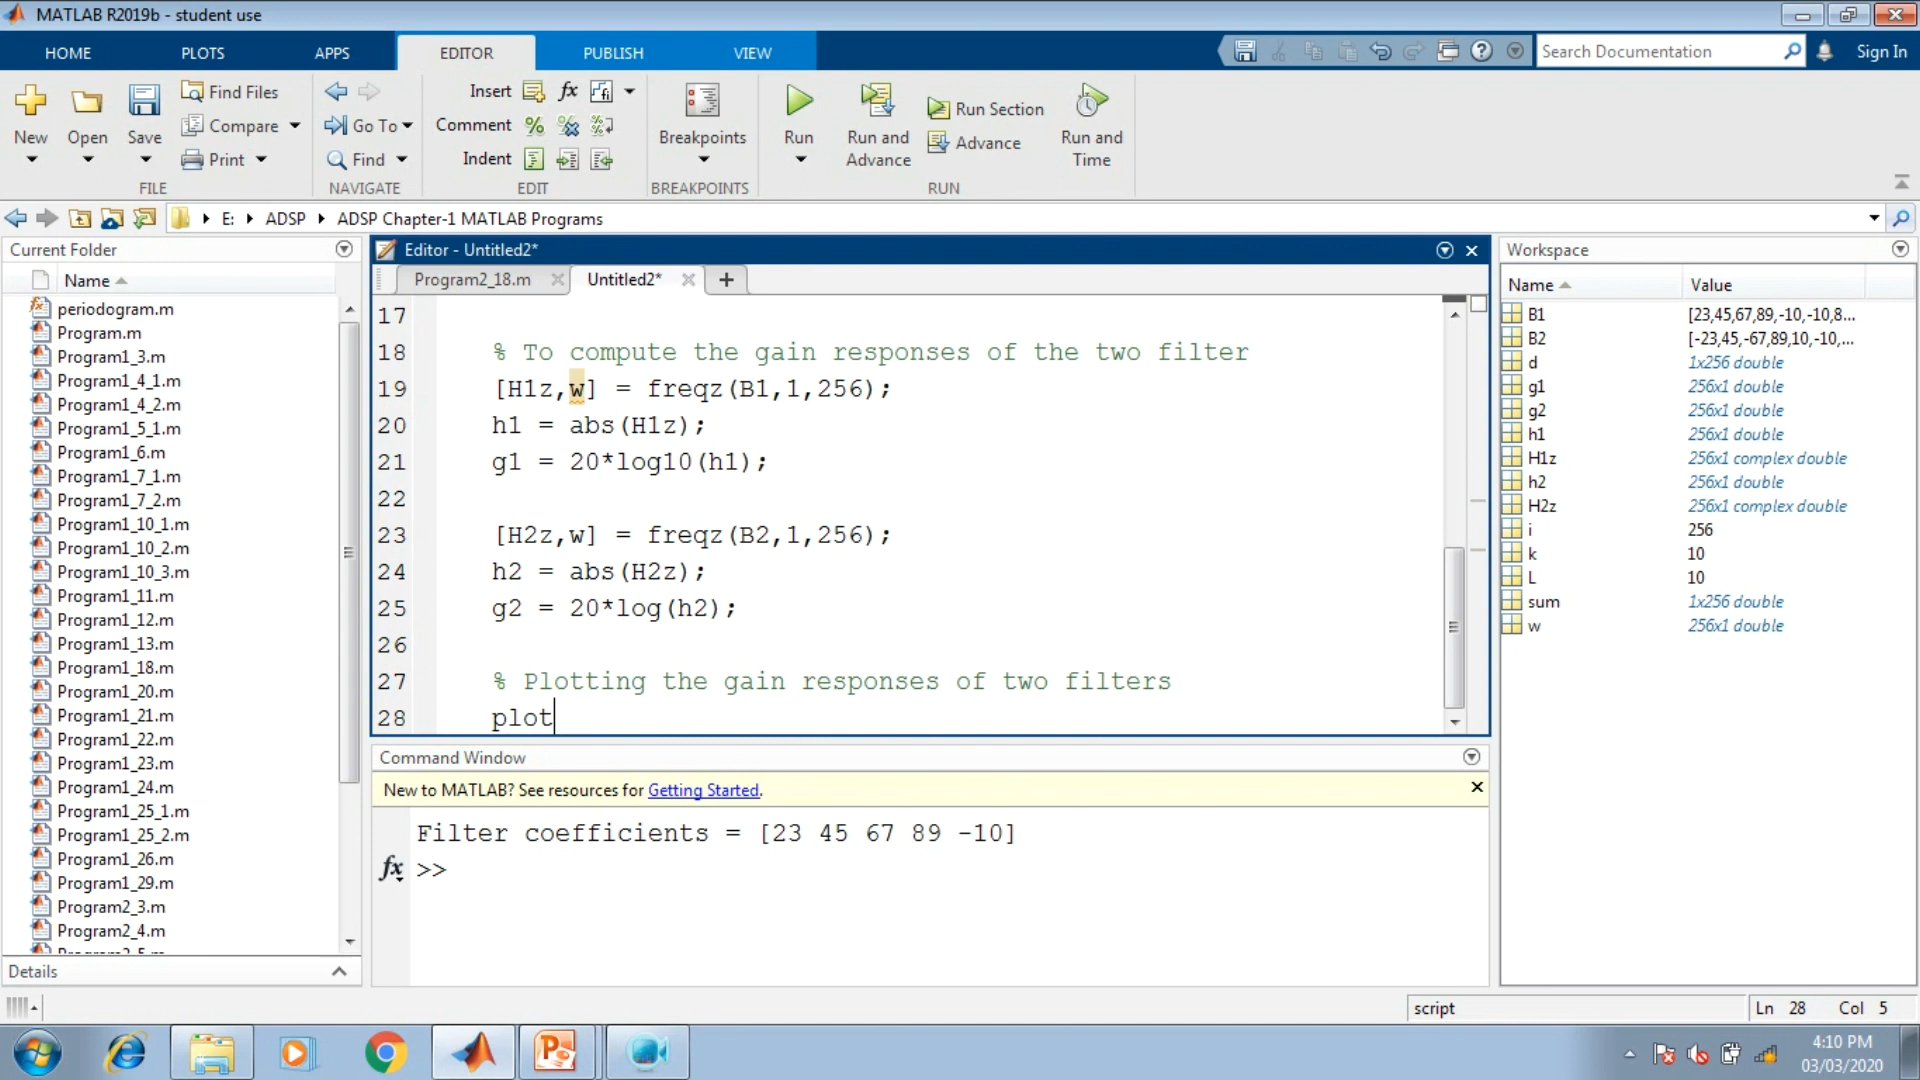 MATLAB R2019b - student use
HOME PLOTS APPS EDITOR PUBLISH VIEW
Search Documentation
Sign In
New Open Save
Find Files
Compare
Print
FILE
Go To
Find
NAVIGATE
Insert fx
Comment
Indent
EDIT
Breakpoints
BREAKPOINTS
Run
Run and
Advance
Run Section
Advance
Run and
Time
RUN
E: ADSP ADSP Chapter-1 MATLAB Programs
Current Folder
Name
periodogram.m
Program.m
Program1_3.m
Program1_4_1.m
Program1_4_2.m
Program1_5_1.m
Program1_6.m
Program1_7_1.m
Program1_7_2.m
Program1_10_1.m
Program1_10_2.m
Program1_10_3.m
Program1_11.m
Program1_12.m
Program1_13.m
Program1_18.m
Program1_20.m
Program1_21.m
Program1_22.m
Program1_23.m
Program1_24.m
Program1_25_1.m
Program1_25_2.m
Program1_26.m
Program1_29.m
Program2_3.m
Program2_4.m
Details
Editor - Untitled2*
Program2_18.m Untitled2* +
17
18 % To compute the gain responses of the two filter
19 [H1z,w] = freqz(B1,1,256);
20 h1 = abs(H1z);
21 g1 = 20*log10(h1);
22
23 [H2z,w] = freqz(B2,1,256);
24 h2 = abs(H2z);
25 g2 = 20*log(h2);
26
27 % Plotting the gain responses of two filters
28 plot
Command Window
New to MATLAB? See resources for Getting Started.
Filter coefficients = [23 45 67 89 -10]
fx >>
Workspace
Name Value
B1 [23,45,67,89,-10,-10,8...
B2 [-23,45,-67,89,10,-10,...
d 1x256 double
g1 256x1 double
g2 256x1 double
h1 256x1 double
H1z 256x1 complex double
h2 256x1 double
H2z 256x1 complex double
i 256
k 10
L 10
sum 1x256 double
w 256x1 double
script Ln 28 Col 5
4:10 PM
03/03/2020